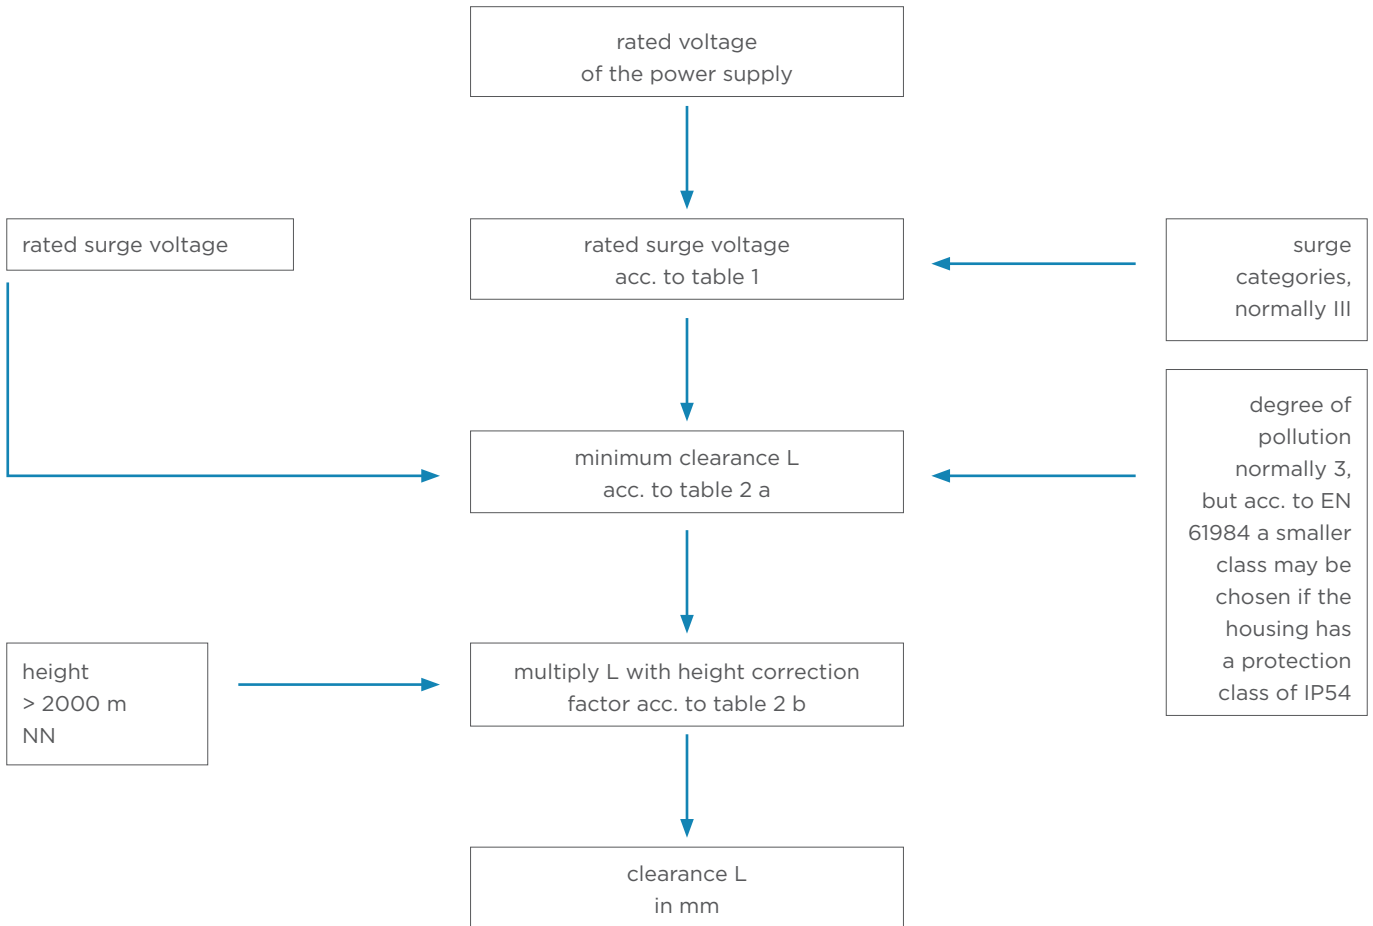 rated voltage
of the power supply
rated surge voltage
rated surge voltage
acc. to table 1
surge
categories,
normally III
minimum clearance L
acc. to table 2 a
degree of
pollution
normally 3,
but acc. to EN
61984 a smaller
class may be
chosen if the
housing has
a protection
class of IP54
height
> 2000 m
NN
multiply L with height correction
factor acc. to table 2 b
clearance L
in mm